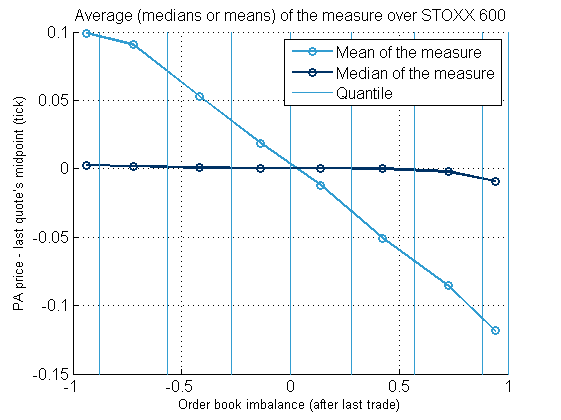 Average (medians or means) of the measure over STOXX 600
Mean of the measure
Median of the measure
Quantile
0.1
0.05
0
-0.05
-0.1
-0.15
-1
-0.5
0
0.5
1
PA price - last quote's midpoint (tick)
Order book imbalance (after last trade)